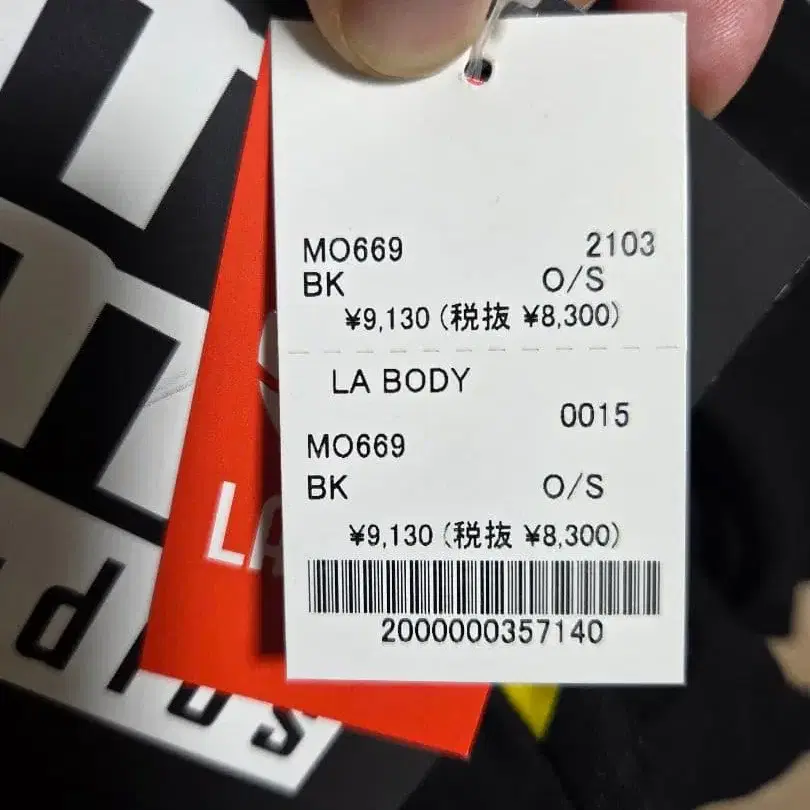 MO669 2103
BK O/S
¥9,130 (税抜 ¥8,300)
LA BODY
0015
MO669
BK O/S
¥9,130 (税抜 ¥8,300)
2000000357140